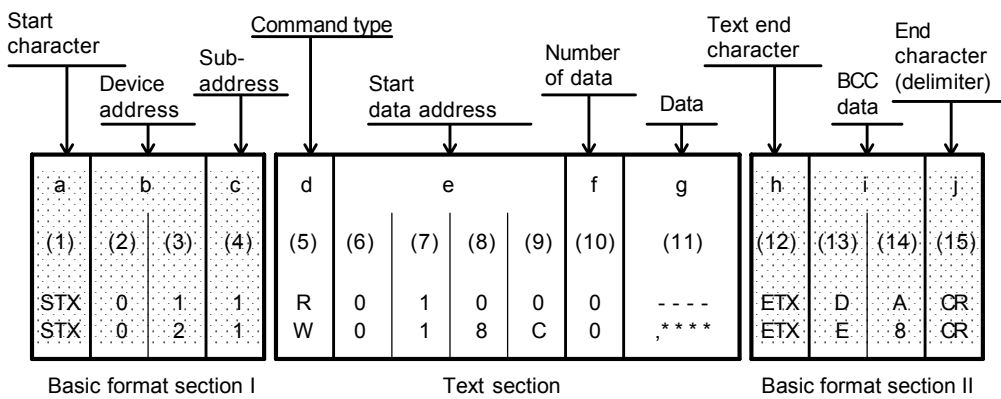 Start character
Device address
Sub-address
Command type
Start data address
Number of data
Data
Text end character
BCC data
End character (delimiter)
a b c d e f g h i j
(1) (2) (3) (4) (5) (6) (7) (8) (9) (10) (11) (12) (13) (14) (15)
STX 0 1 1 R 0 1 0 0 0 - - - - ETX D A CR
STX 0 2 1 W 0 1 8 C 0 ,* * * * ETX E 8 CR
Basic format section I Text section Basic format section II